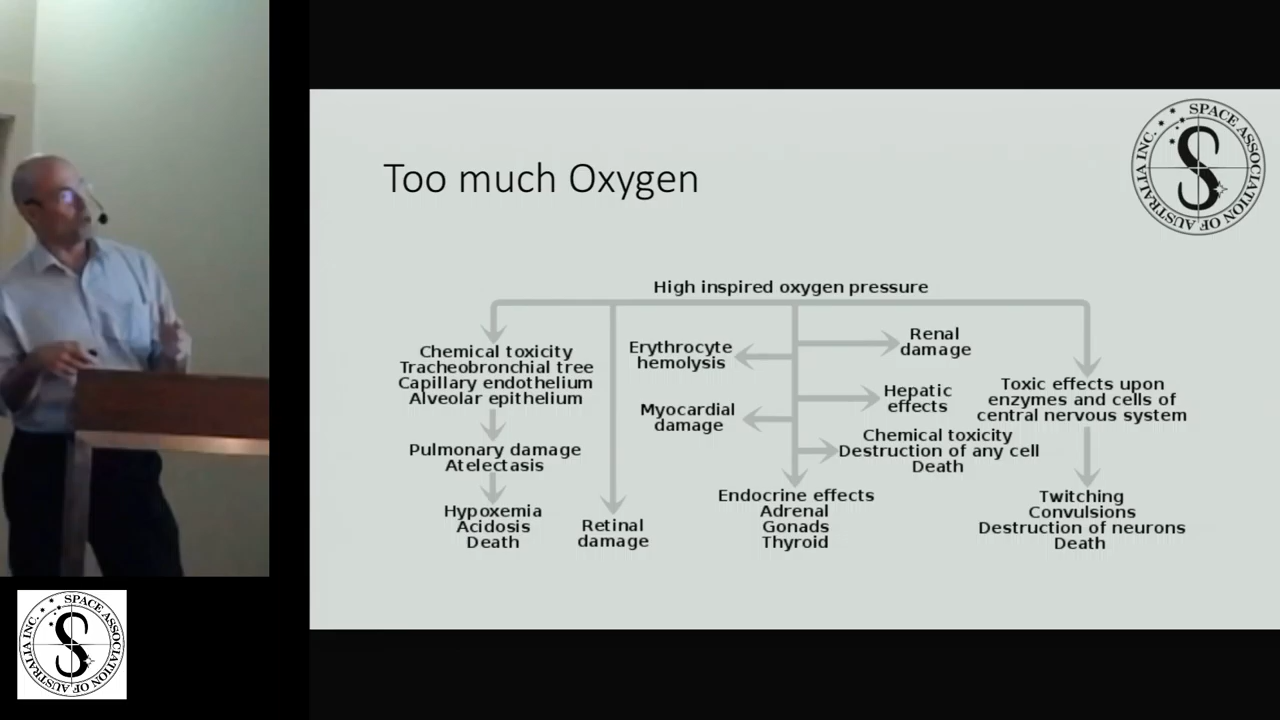 Too much Oxygen
SPACE ASSOCIATION OF AUSTRALIA INC.
S
High inspired oxygen pressure
Chemical toxicity
Tracheobronchial tree
Capillary endothelium
Alveolar epithelium
Pulmonary damage
Atelectasis
Hypoxemia
Acidosis
Death
Retinal
damage
Erythrocyte
hemolysis
Myocardial
damage
Renal
damage
Hepatic
effects
Chemical toxicity
Destruction of any cell
Death
Endocrine effects
Adrenal
Gonads
Thyroid
Toxic effects upon
enzymes and cells of
central nervous system
Twitching
Convulsions
Destruction of neurons
Death
SPACE ASSOCIATION OF AUSTRALIA INC.
S